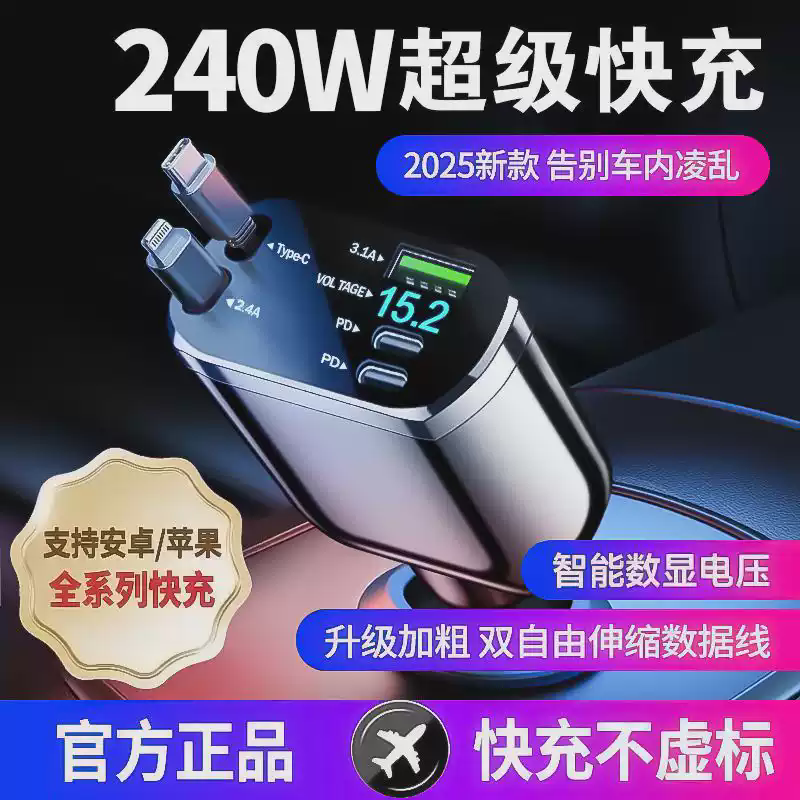 240W超级快充
2025新款 告别车内凌乱
Type-C
3.1A
2.4A
VOLTAGE
15.2
PD
PD
支持安卓/苹果
全系列快充
智能数显电压
升级加粗 双自由伸缩数据线
官方正品
快充不虚标